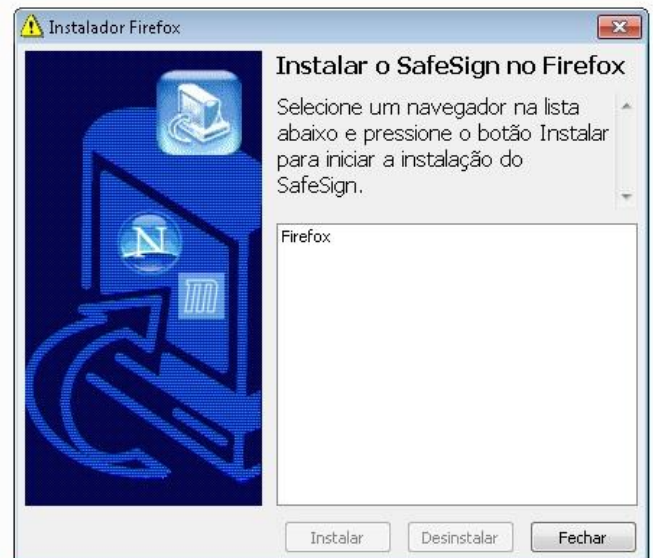 Instalador Firefox
Instalar o SafeSign no Firefox
Selecione um navegador na lista
abaixo e pressione o botão Instalar
para iniciar a instalação do
SafeSign.
N
m
Firefox
Instalar
Desinstalar
Fechar